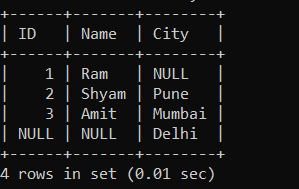 +------+-------+--------+
| ID   | Name  | City   |
+------+-------+--------+
|    1 | Ram   | NULL   |
|    2 | Shyam | Pune   |
|    3 | Amit  | Mumbai |
| NULL | NULL  | Delhi  |
+------+-------+--------+
4 rows in set (0.01 sec)